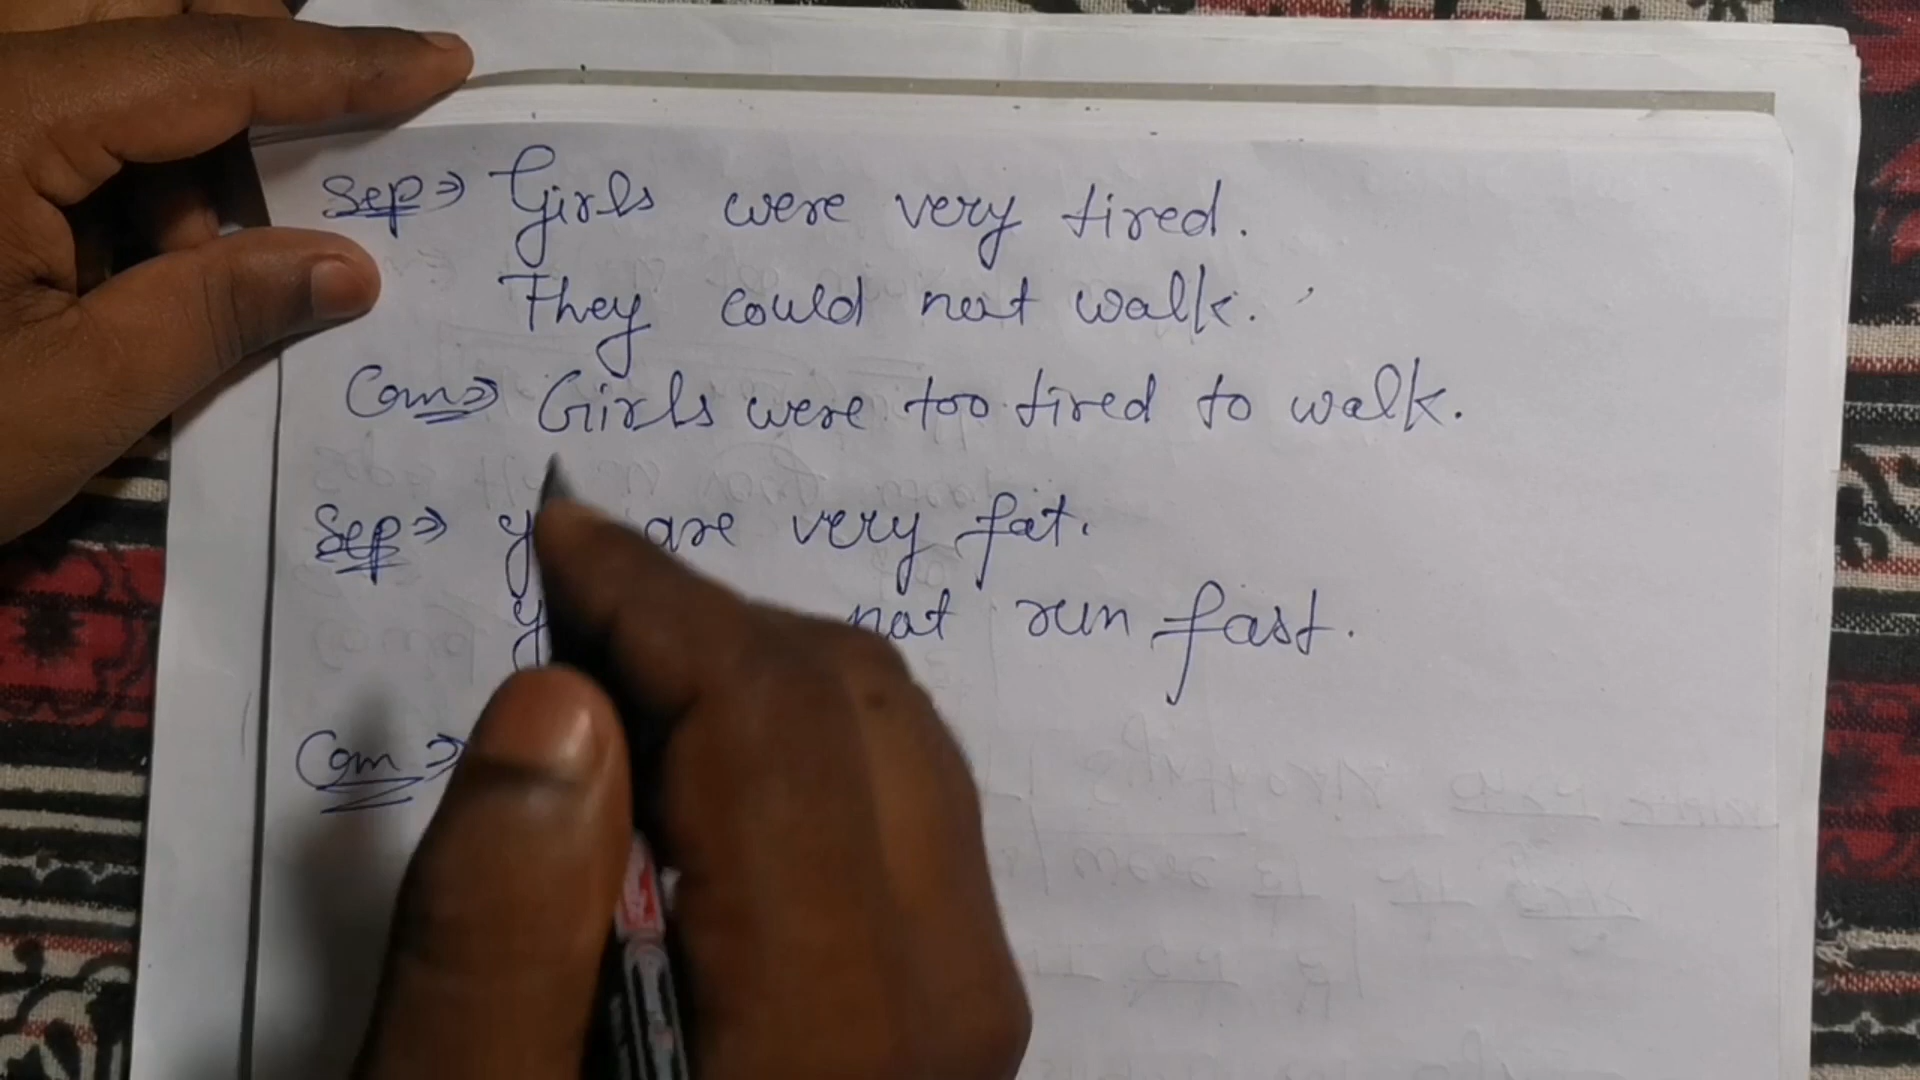 Sep⇒ Girls were very tired.
They could not walk.
Com⇒ Girls were too tired to walk.
Sep⇒ are very fat.
not run fast.
Com⇒